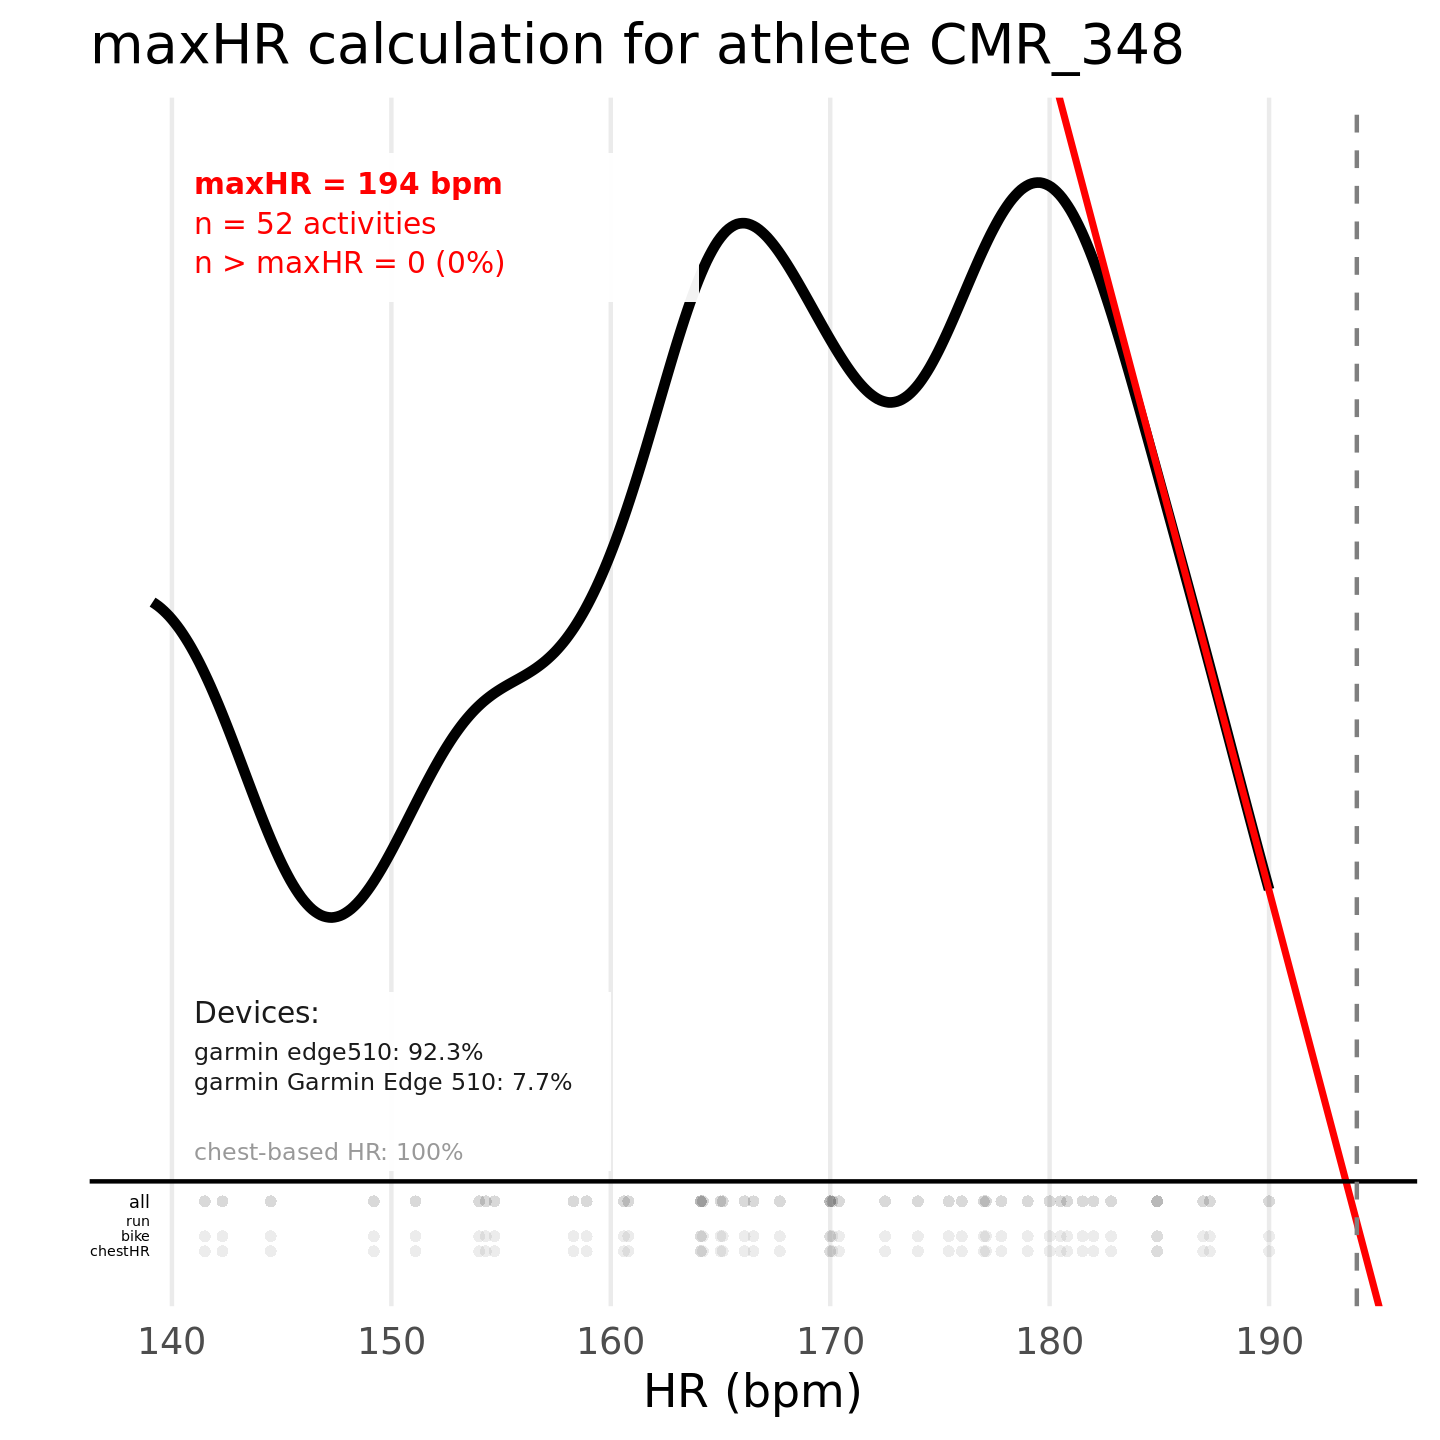 maxHR calculation for athlete CMR_348
maxHR = 194 bpm
n = 52 activities
n > maxHR = 0 (0%)
Devices:
garmin edge510: 92.3%
garmin Garmin Edge 510: 7.7%
chest-based HR: 100%
all
run
bike
chestHR
140 150 160 170 180 190
HR (bpm)